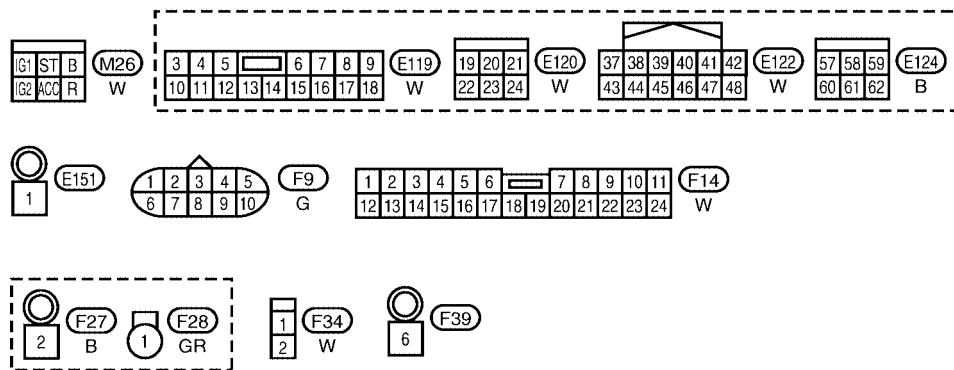 IG1 ST B M26
IG2 ACC R W
3 4 5 6 7 8 9 E119
10 11 12 13 14 15 16 17 18 W
19 20 21 E120
22 23 24 W
37 38 39 40 41 42 E122
43 44 45 46 47 48 W
57 58 59 E124
60 61 62 B
1 E151
1 2 3 4 5 F9
6 7 8 9 10 G
1 2 3 4 5 6 7 8 9 10 11 F14
12 13 14 15 16 17 18 19 20 21 22 23 24 W
2 F27
B
1 F28
GR
1 F34
2 W
6 F39